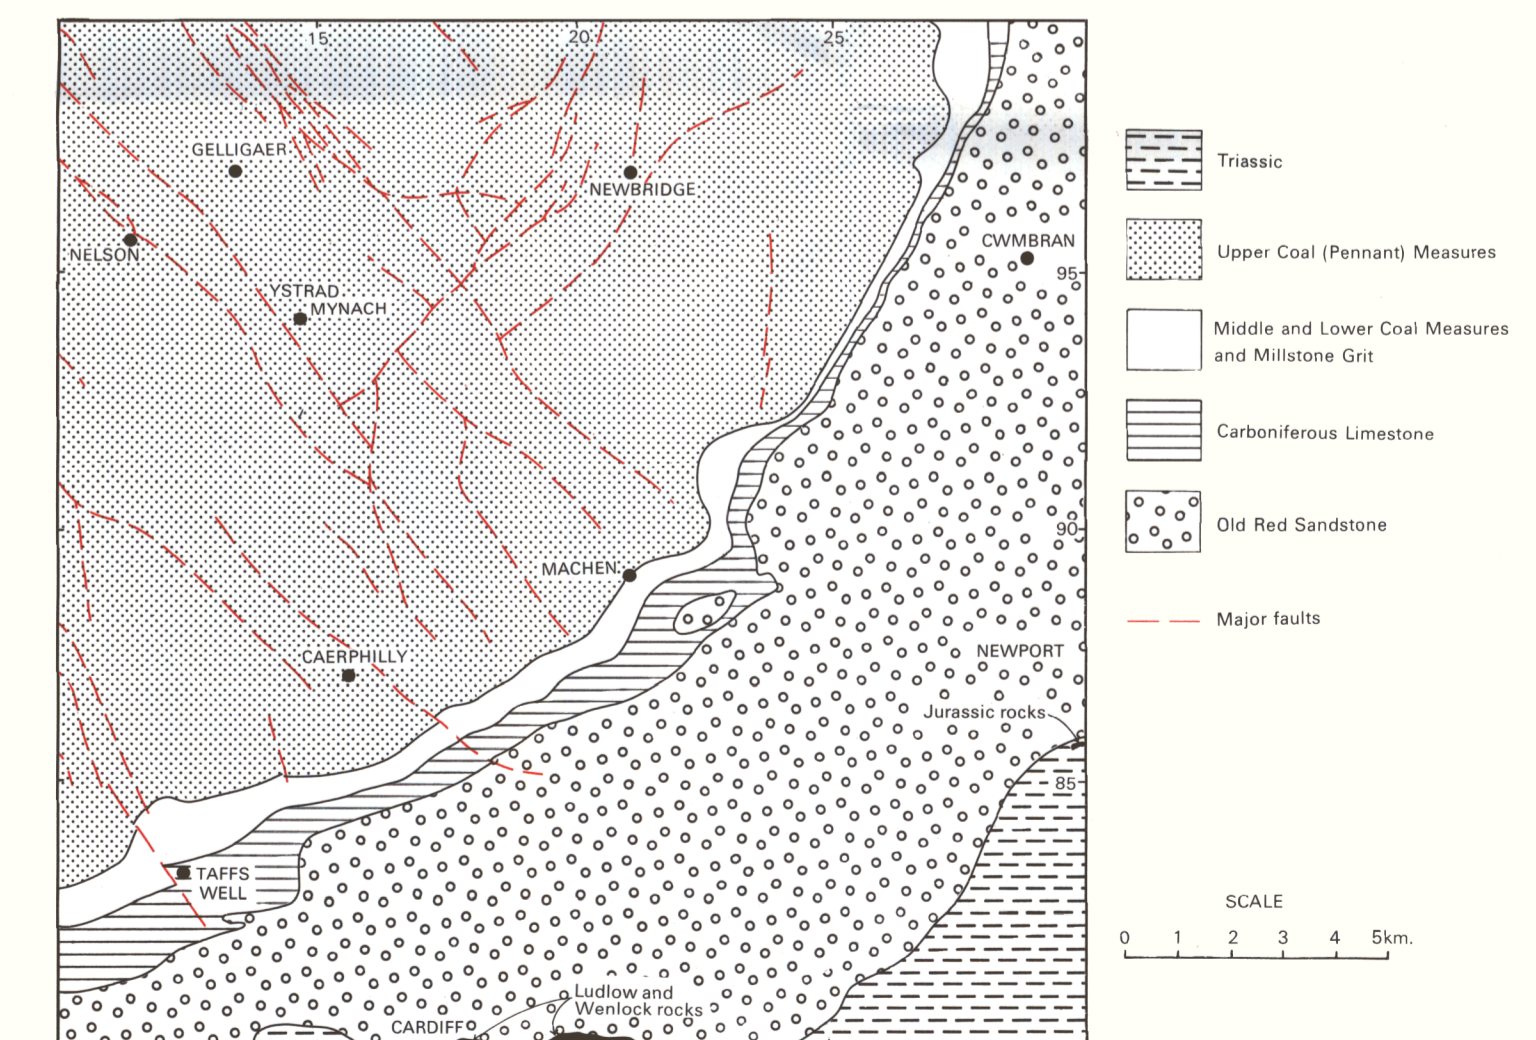 15
20
25
GELLIGAER
NEWBRIDGE
NELSON
CWMBRAN
95
YSTRAD
MYNACH
90
MACHEN
CAERPHILLY
NEWPORT
Jurassic rocks
85
TAFFS
WELL
Ludlow and
Wenlock rocks
CARDIFF
Triassic
Upper Coal (Pennant) Measures
Middle and Lower Coal Measures
and Millstone Grit
Carboniferous Limestone
Old Red Sandstone
Major faults
SCALE
0 1 2 3 4 5km.